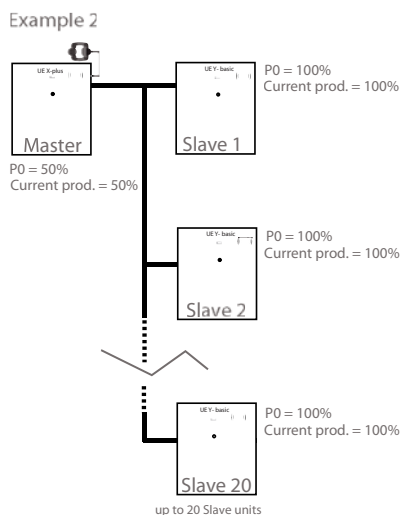 Example 2
UE X-plus
Master
P0 = 50%
Current prod. = 50%
UE Y- basic
Slave 1
P0 = 100%
Current prod. = 100%
UE Y- basic
Slave 2
P0 = 100%
Current prod. = 100%
UE Y- basic
Slave 20
P0 = 100%
Current prod. = 100%
up to 20 Slave units